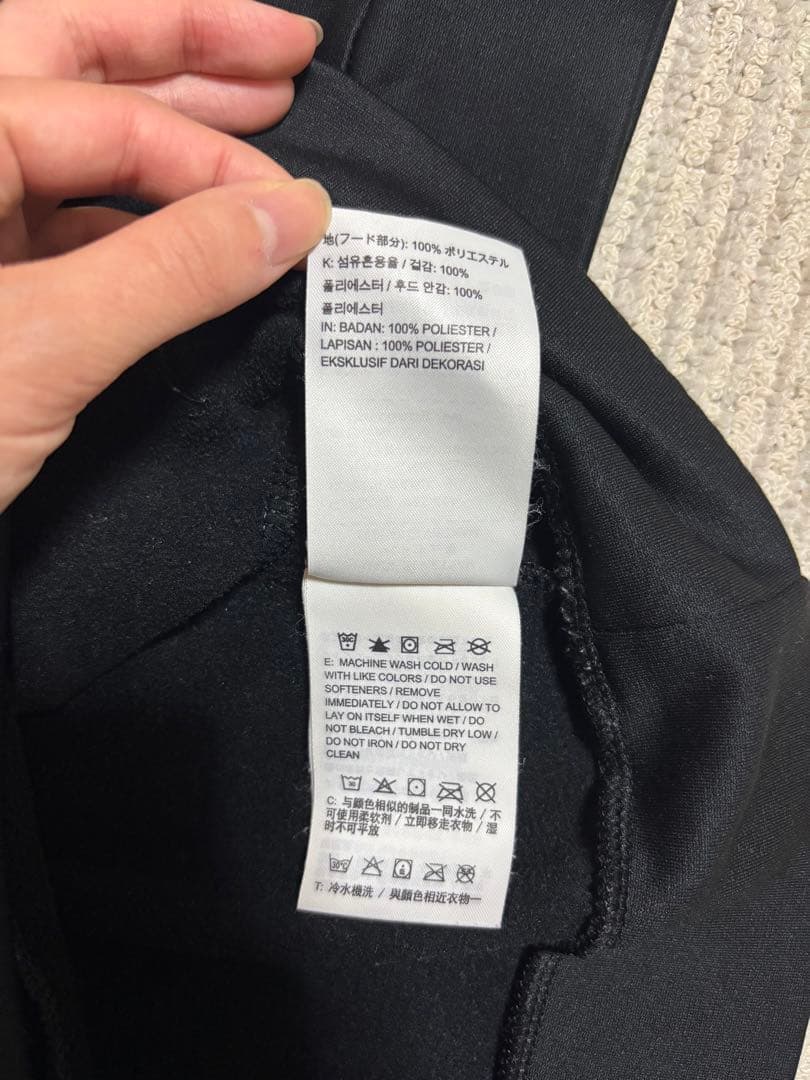 地(フード部分): 100% ポリエステル
K: 섬유혼용율 / 겉감: 100%
폴리에스터 / 후드 안감: 100%
폴리에스터
IN: BADAN: 100% POLIESTER /
LAPISAN : 100% POLIESTER /
EKSKLUSIF DARI DEKORASI
30C
E: MACHINE WASH COLD / WASH
WITH LIKE COLORS / DO NOT USE
SOFTENERS / REMOVE
IMMEDIATELY / DO NOT ALLOW TO
LAY ON ITSELF WHEN WET / DO
NOT BLEACH / TUMBLE DRY LOW /
DO NOT IRON / DO NOT DRY
CLEAN
30
C: 与颜色相似的制品一同水洗 / 不
可使用柔软剂 / 立即移走衣物 / 湿
时不可平放
30°C
T: 冷水機洗 / 與顏色相近衣物一